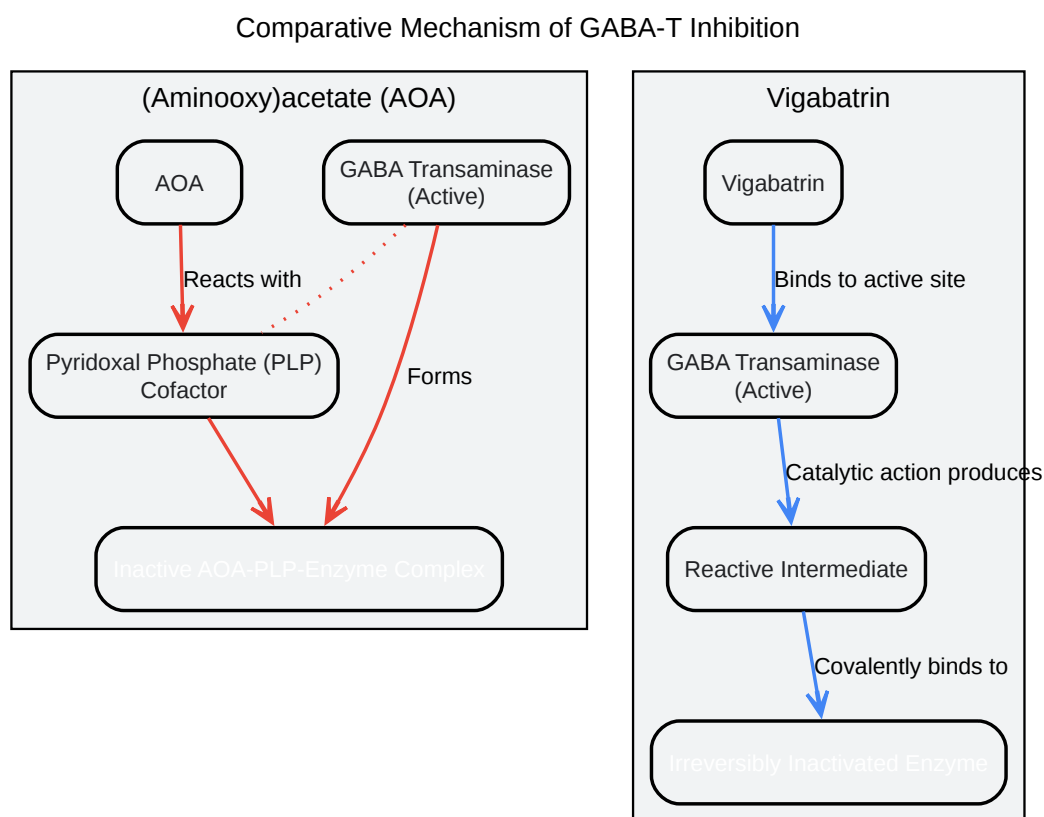 Comparative Mechanism of GABA-T Inhibition
(Aminooxy)acetate (AOA)
AOA
GABA Transaminase
(Active)
Reacts with
Pyridoxal Phosphate (PLP)
Cofactor
Forms
Inactive AOA-PLP-Enzyme Complex
Vigabatrin
Vigabatrin
Binds to active site
GABA Transaminase
(Active)
Catalytic action produces
Reactive Intermediate
Covalently binds to
Irreversibly Inactivated Enzyme